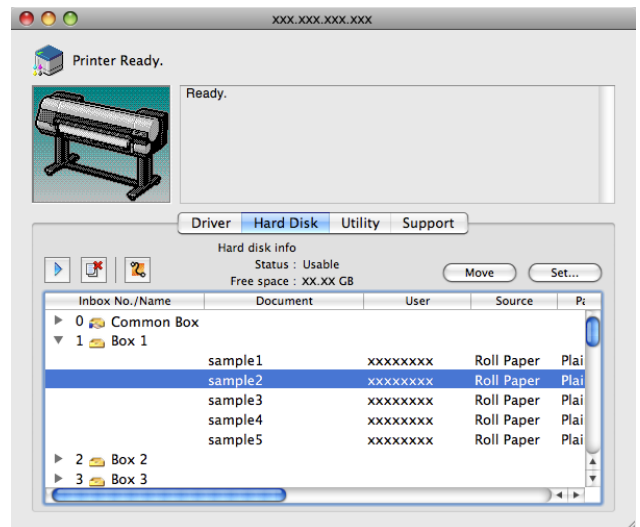 xxx.xxx.xxx.xxx
Printer Ready.
Ready.
Driver Hard Disk Utility Support
Hard disk info
Status : Usable
Free space : XX.XX GB
Move Set...
Inbox No./Name Document User Source Pa
0 Common Box
1 Box 1
sample1 xxxxxxxx Roll Paper Plai
sample2 xxxxxxxx Roll Paper Plai
sample3 xxxxxxxx Roll Paper Plai
sample4 xxxxxxxx Roll Paper Plai
sample5 xxxxxxxx Roll Paper Plai
2 Box 2
3 Box 3